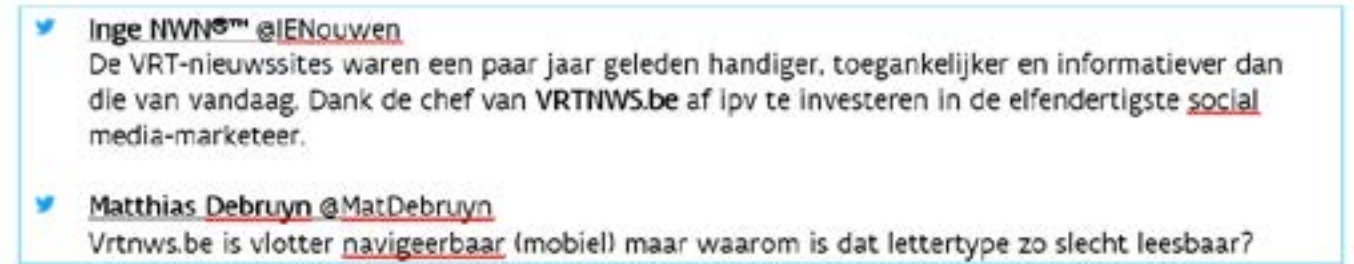 Inge NWN®™ @IENouwen
De VRT-nieuwssites waren een paar jaar geleden handiger, toegankelijker en informatiever dan
die van vandaag. Dank de chef van VRTNWS.be af ipv te investeren in de elfendertigste social
media-marketeer.
Matthias Debruyn @MatDebruyn
Vrtnws.be is vlotter navigeerbaar (mobiel) maar waarom is dat lettertype zo slecht leesbaar?